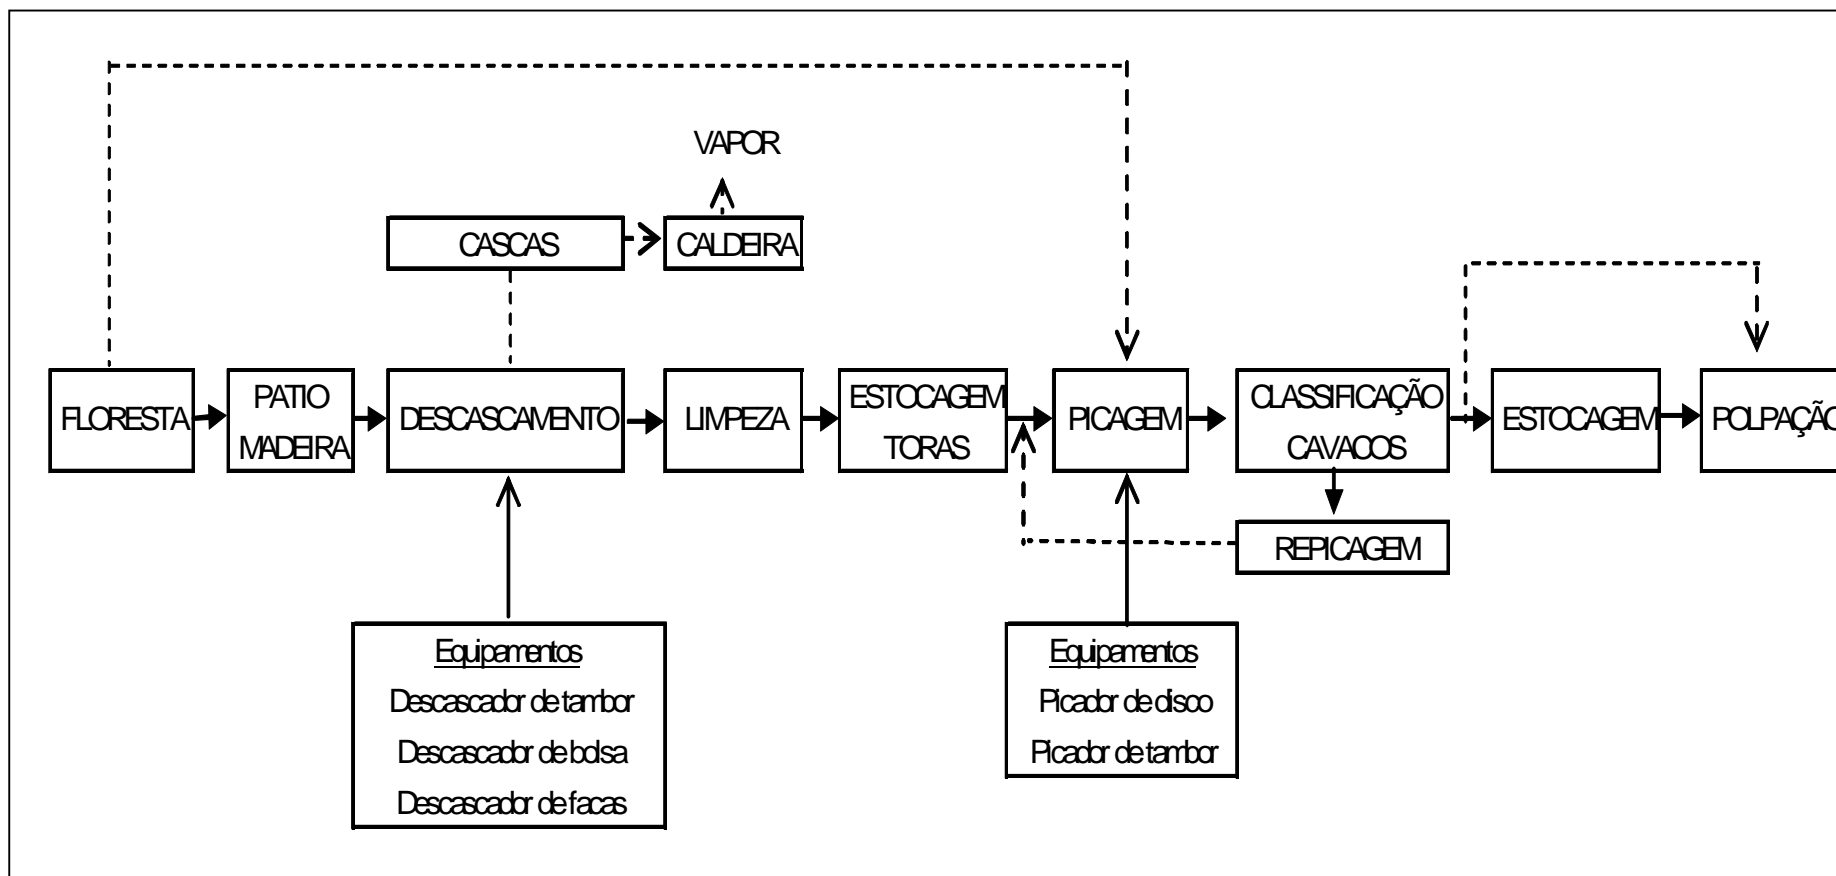 VAPOR
CASCAS
CALDEIRA
FLORESTA
PATIO
MADEIRA
DESCASCAMENTO
LIMPEZA
ESTOCAGEM
TORAS
PICAGEM
CLASSIFICAÇÃO
CAVACOS
ESTOCAGEM
POLPAÇÃO
REPICAGEM
Equipamentos
Descascador de tambor
Descascador de bolsa
Descascador de facas
Equipamentos
Picador de disco
Picador de tambor